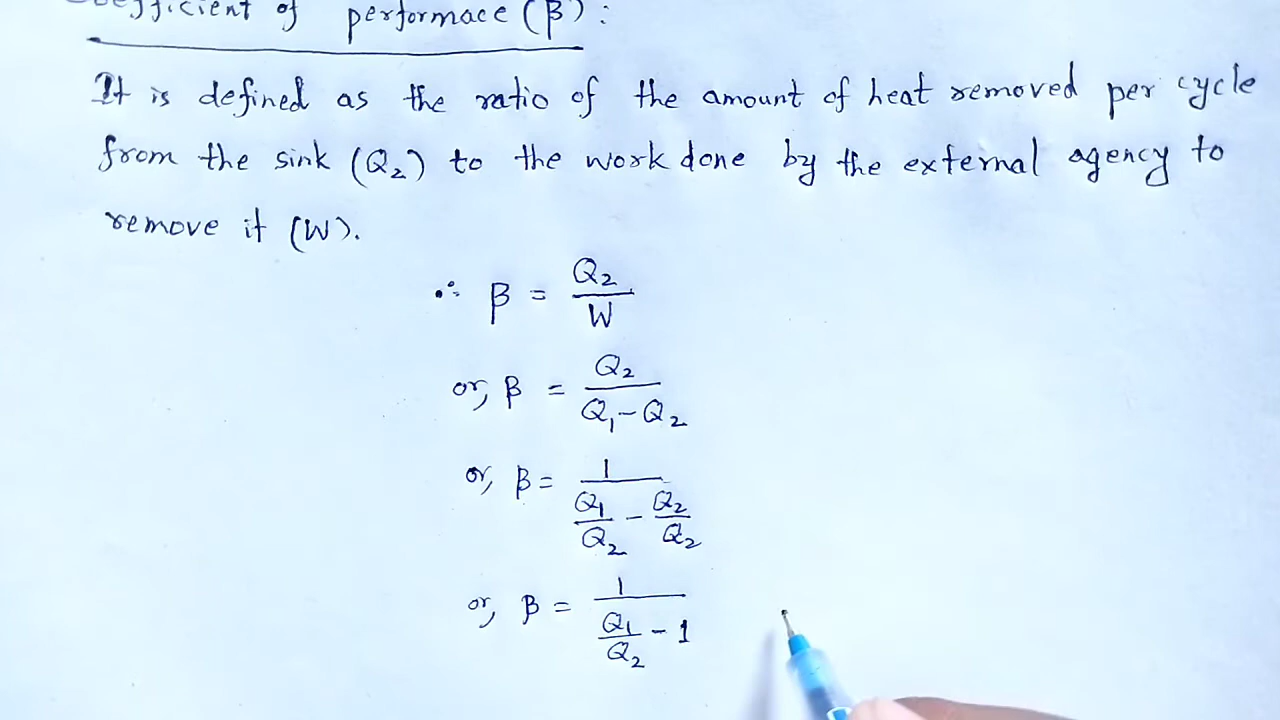 Coefficient of performace (β):
It is defined as the ratio of the amount of heat removed per cycle
from the sink (Q₂) to the work done by the external agency to
remove it (W).
∴ β = Q₂/W
or, β = Q₂/(Q₁-Q₂)
or, β = 1/(Q₁/Q₂ - Q₂/Q₂)
or, β = 1/(Q₁/Q₂ - 1)